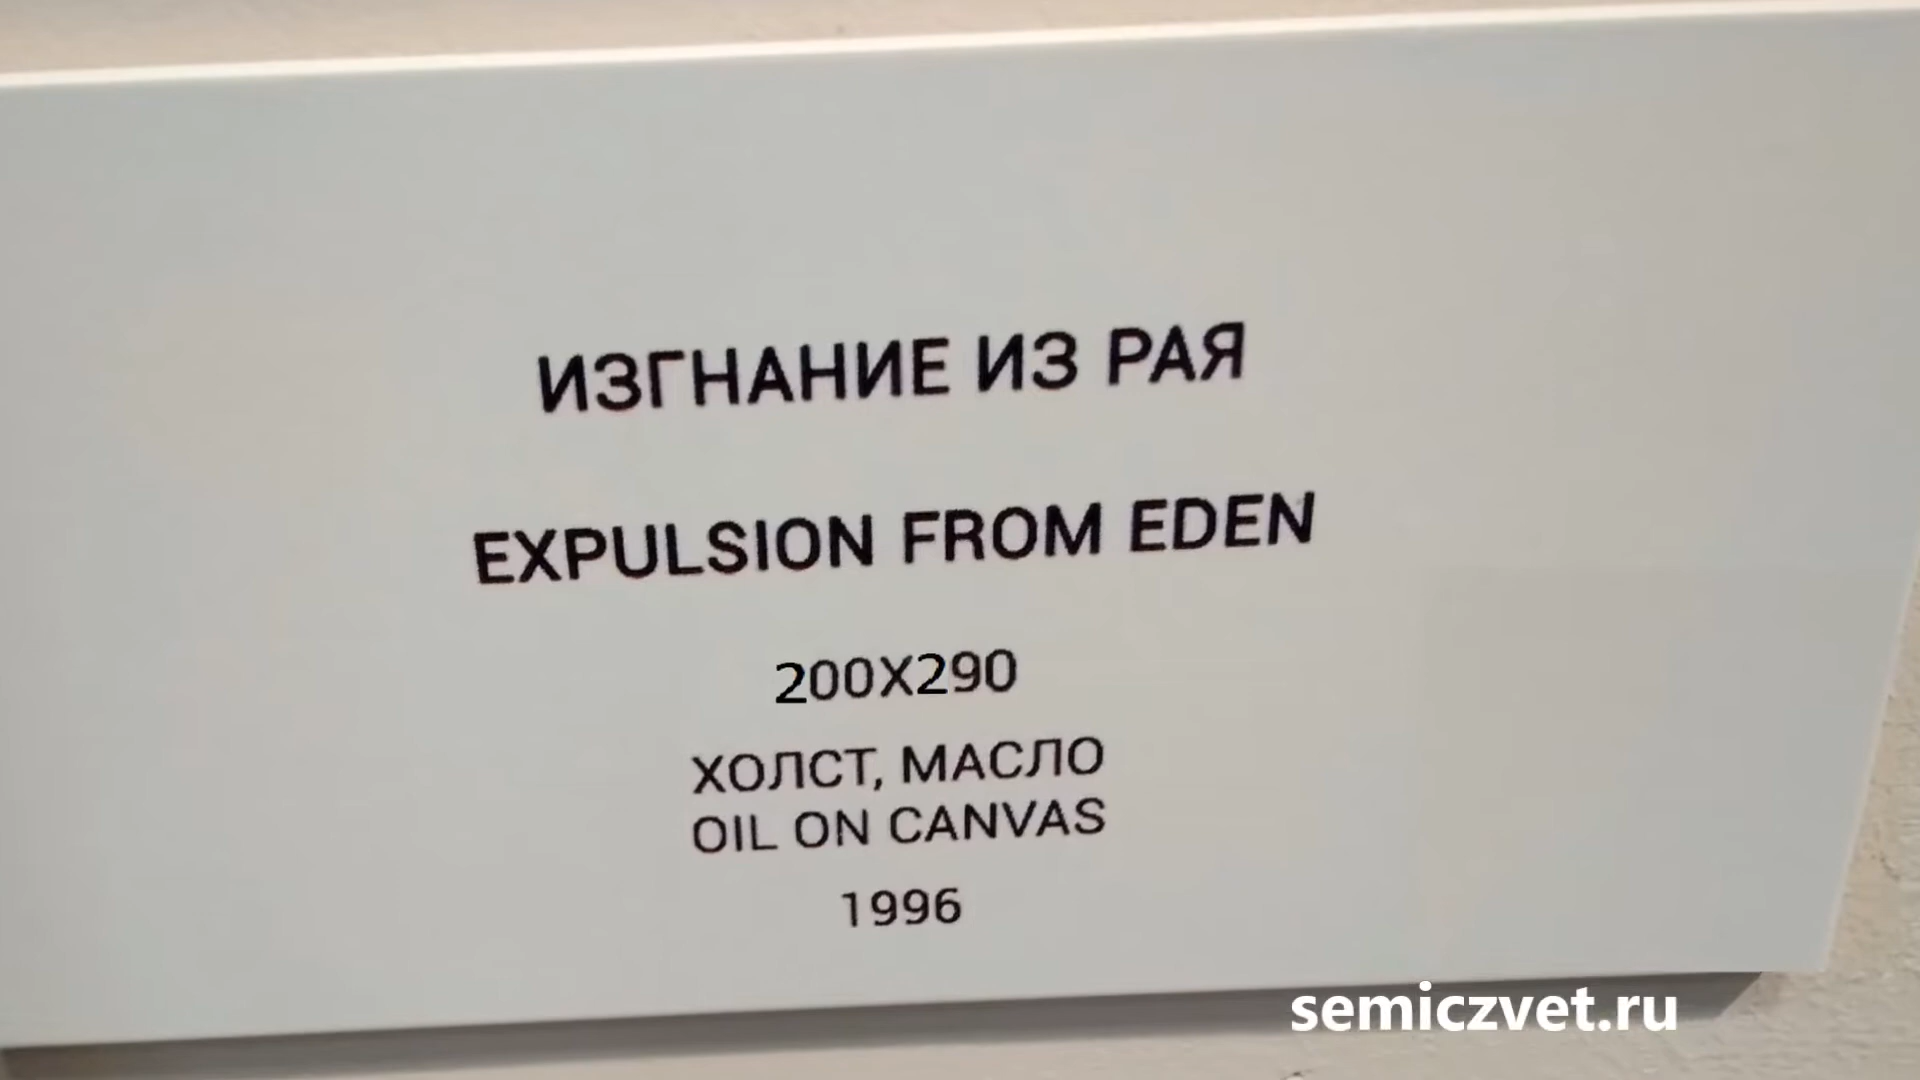 ИЗГНАНИЕ ИЗ РАЯ
EXPULSION FROM EDEN
200X290
ХОЛСТ, МАСЛО
OIL ON CANVAS
1996
semiczvet.ru